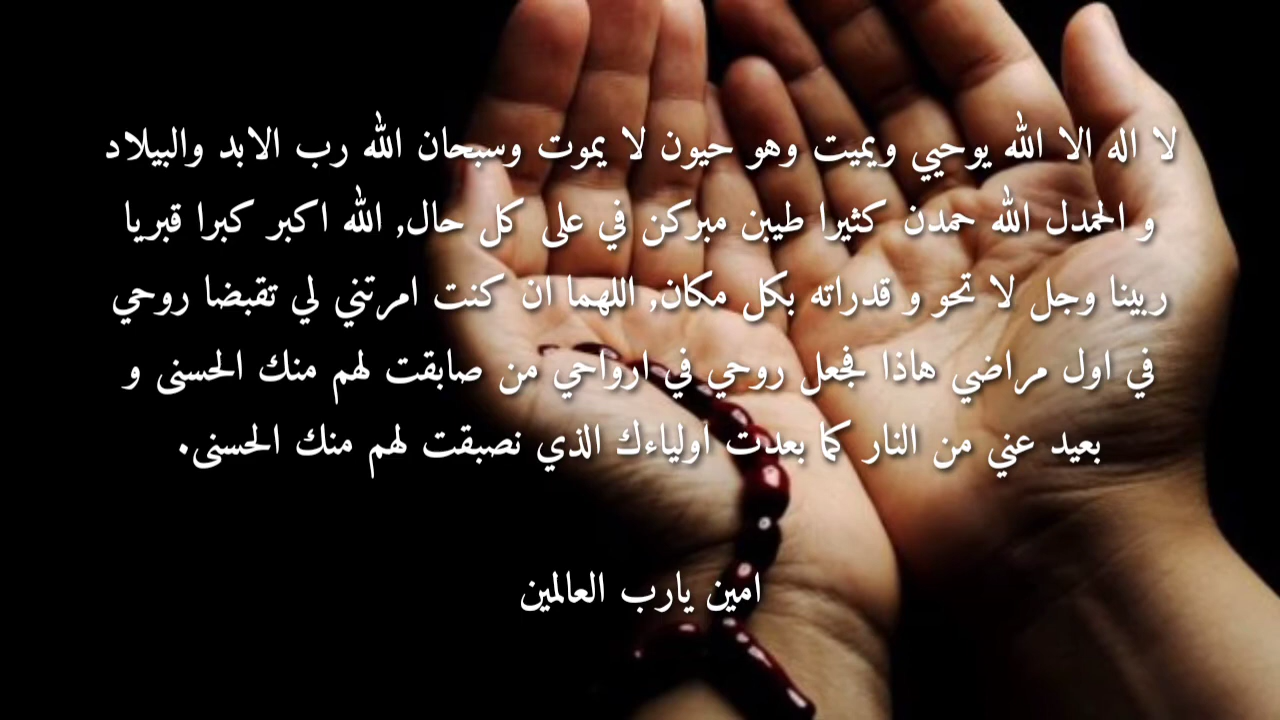 لا اله الا الله يوحيي ويميت وهو حيون لا يموت وسبحان الله رب الابد والبيلاد
و الحمدل الله حمدن كثيرا طيبن مبركن في على كل حال, الله اكبر كبرا قبريا
ربينا وجل لا تحو و قدراته بكل مكان, اللهما ان كنت امرتني لي تقبضا روحي
في اول مراضي هاذا فجعل روحي في ارواحي من صابقت لهم منك الحسنى و
بعيد عني من النار كما بعدت اولياءك الذي نصبقت لهم منك الحسنى.
امين يارب العالمين